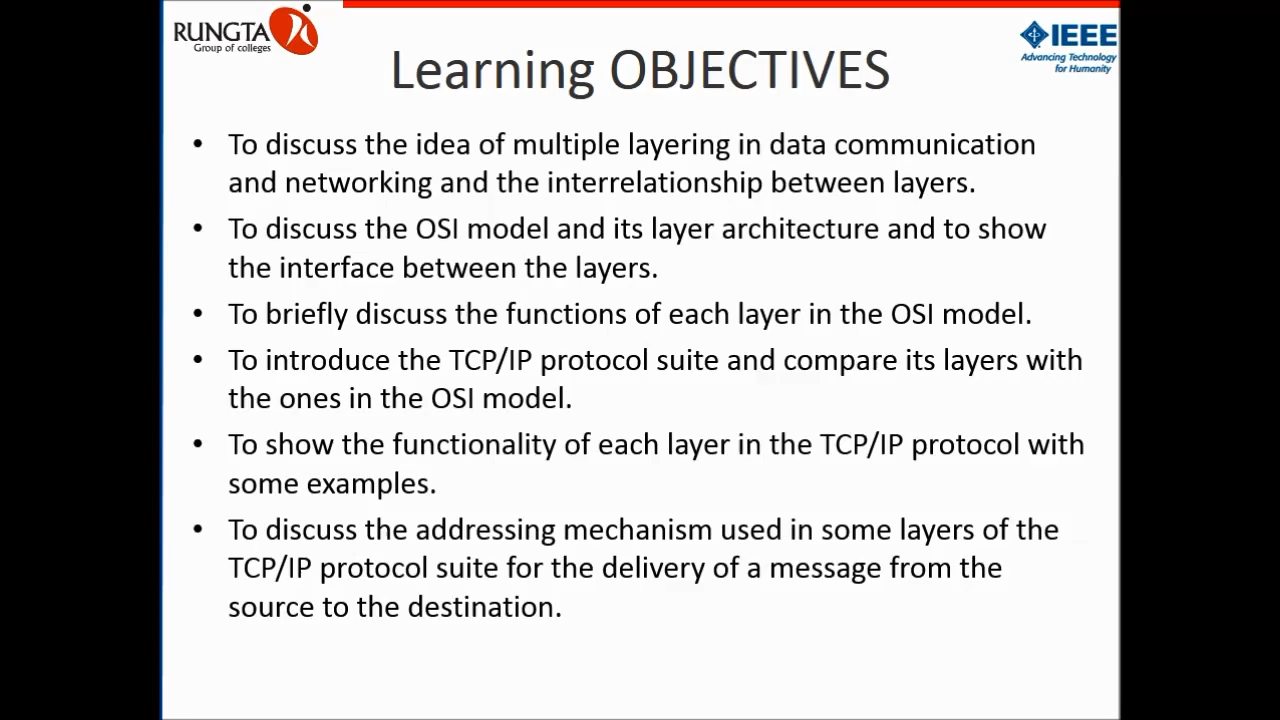 RUNGTA
Group of colleges
IEEE
Advancing Technology
for Humanity
Learning OBJECTIVES
• To discuss the idea of multiple layering in data communication
and networking and the interrelationship between layers.
• To discuss the OSI model and its layer architecture and to show
the interface between the layers.
• To briefly discuss the functions of each layer in the OSI model.
• To introduce the TCP/IP protocol suite and compare its layers with
the ones in the OSI model.
• To show the functionality of each layer in the TCP/IP protocol with
some examples.
• To discuss the addressing mechanism used in some layers of the
TCP/IP protocol suite for the delivery of a message from the
source to the destination.